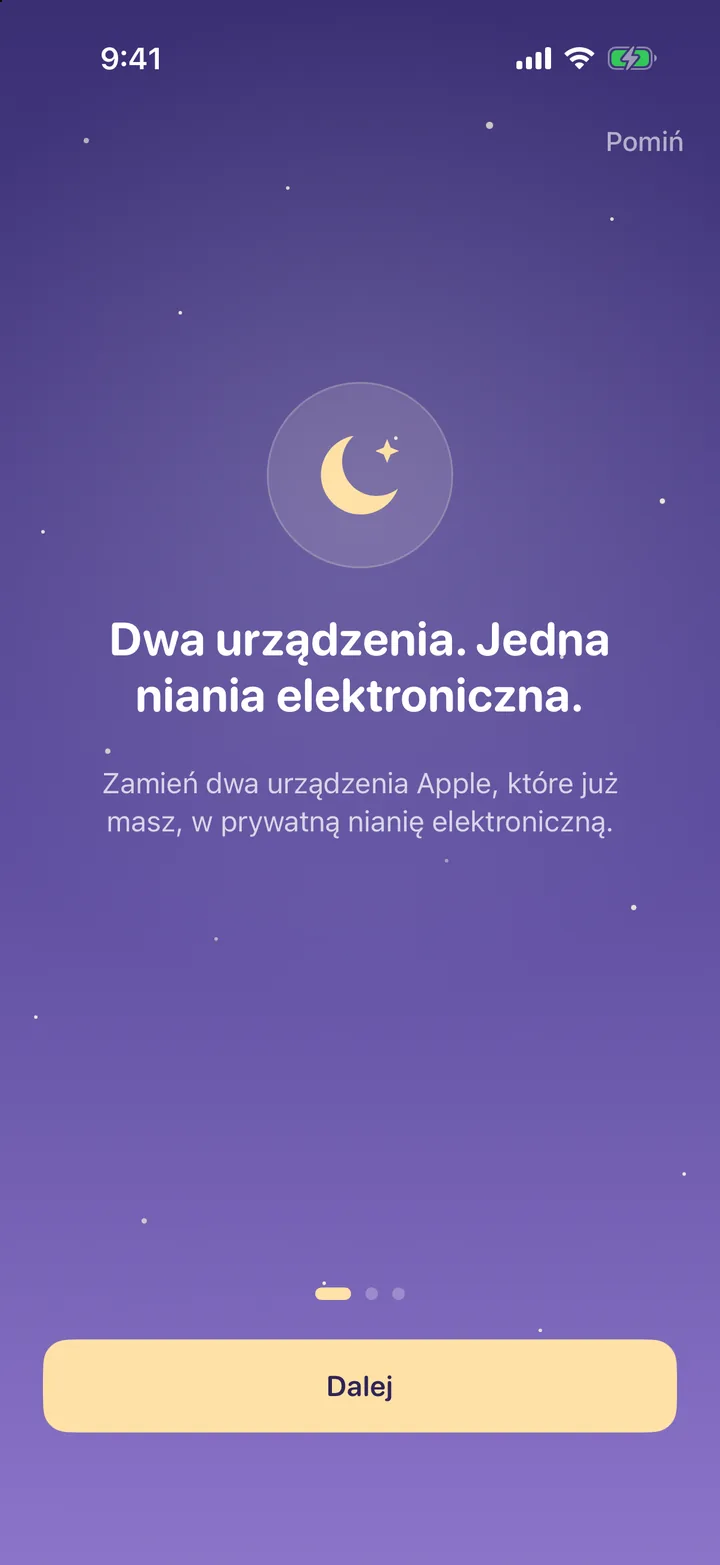 9:41
Pomiń
Dwa urządzenia. Jedna
niania elektroniczna.
Zamień dwa urządzenia Apple, które już
masz, w prywatną nianię elektroniczną.
Dalej